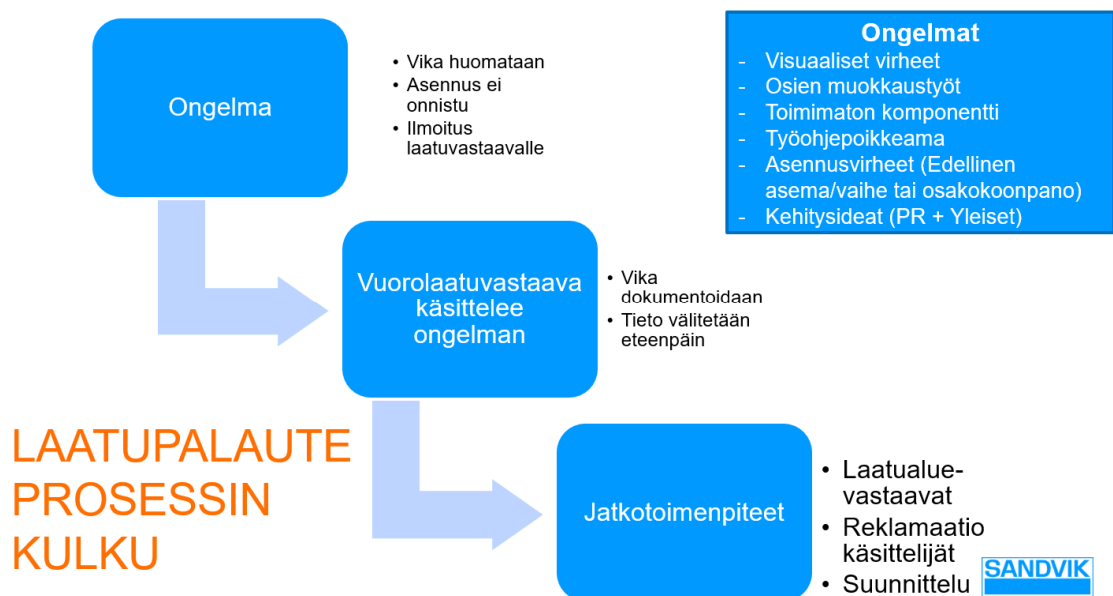 Ongelma
• Vika huomataan
• Asennus ei
onnistu
• Ilmoitus
laatuvastaavalle
Ongelmat
- Visuaaliset virheet
- Osien muokkaustyöt
- Toimimaton komponentti
- Työohjepoikkeama
- Asennusvirheet (Edellinen
asema/vaihe tai osakokoonpano)
- Kehitysideat (PR + Yleiset)
Vuorolaatuvastaava
käsittelee
ongelman
• Vika
dokumentoidaan
• Tieto välitetään
eteenpäin
LAATUPALAUTE
PROSESSIN
KULKU
Jatkotoimenpiteet
• Laatualue-
vastaavat
• Reklamaatio
käsittelijät
• Suunnittelu
SANDVIK